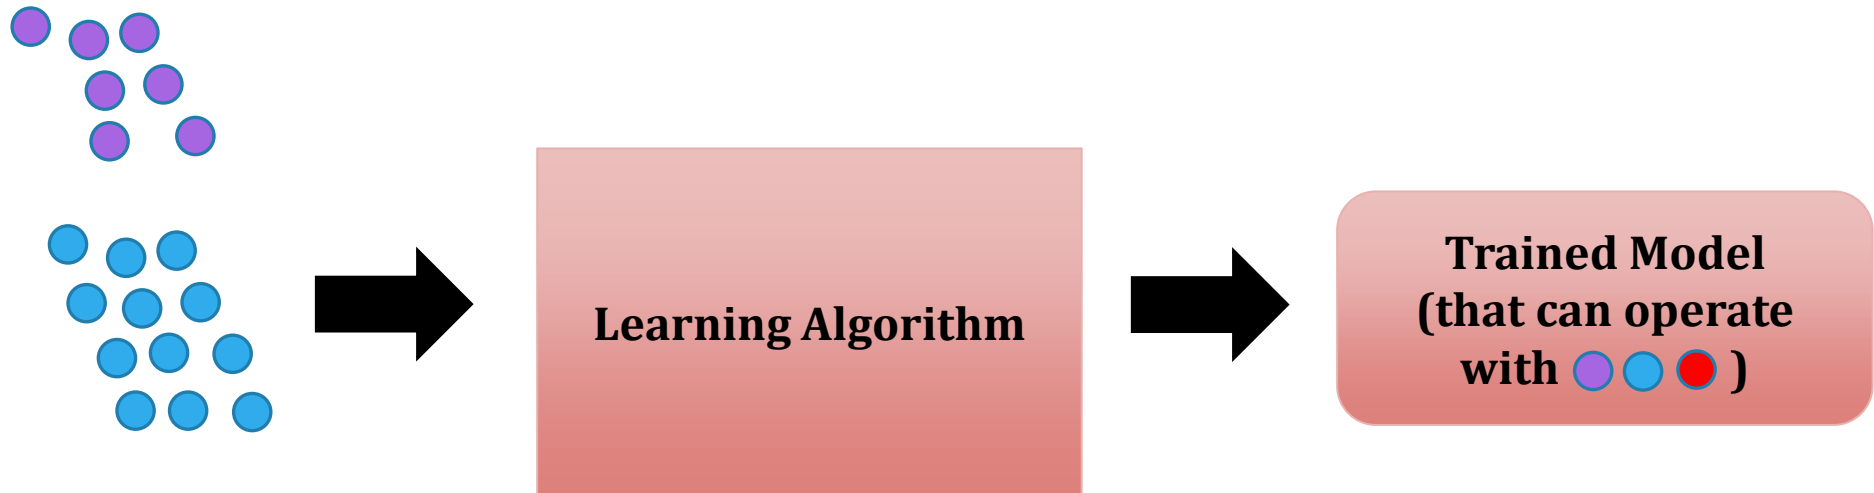 Learning Algorithm
Trained Model
(that can operate
with )